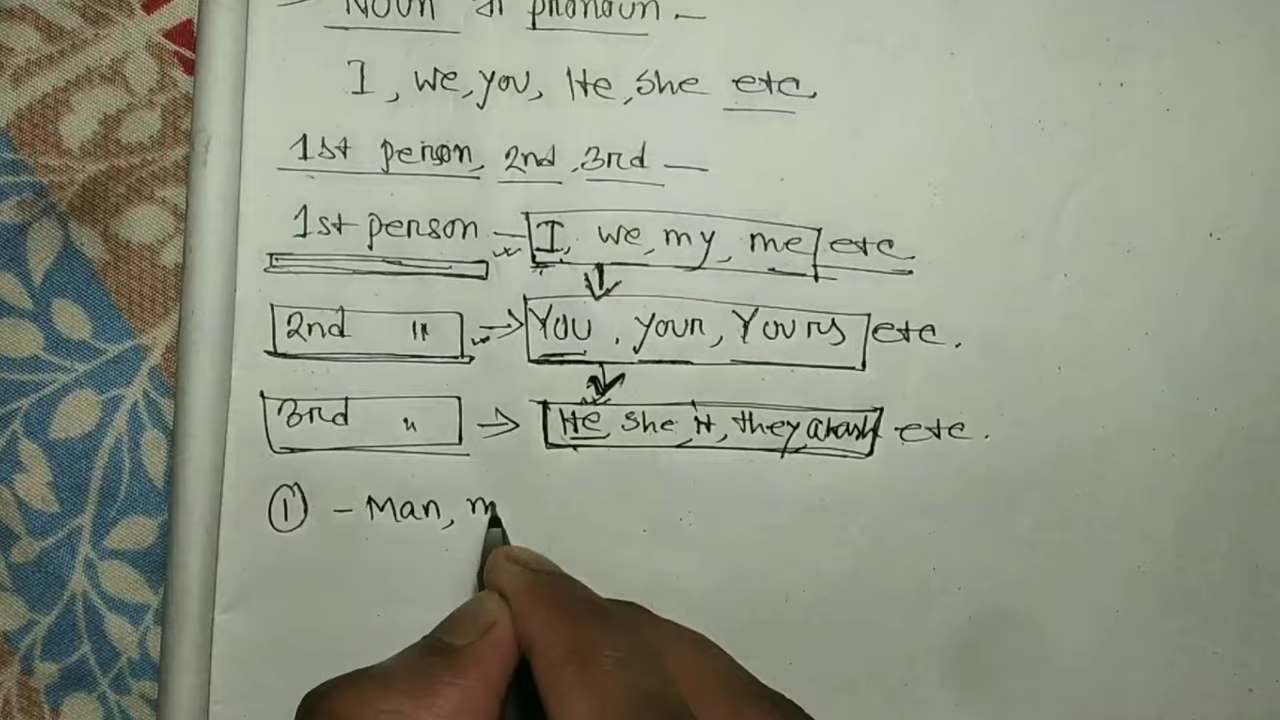 Noun বা pronoun –
I, we, you, He, she etc.
1st person, 2nd, 3rd –
1st person – I, we, my, me etc
2nd " → You, your, Yours etc.
3rd " → He she, it, they, akash etc.
① – Man, m